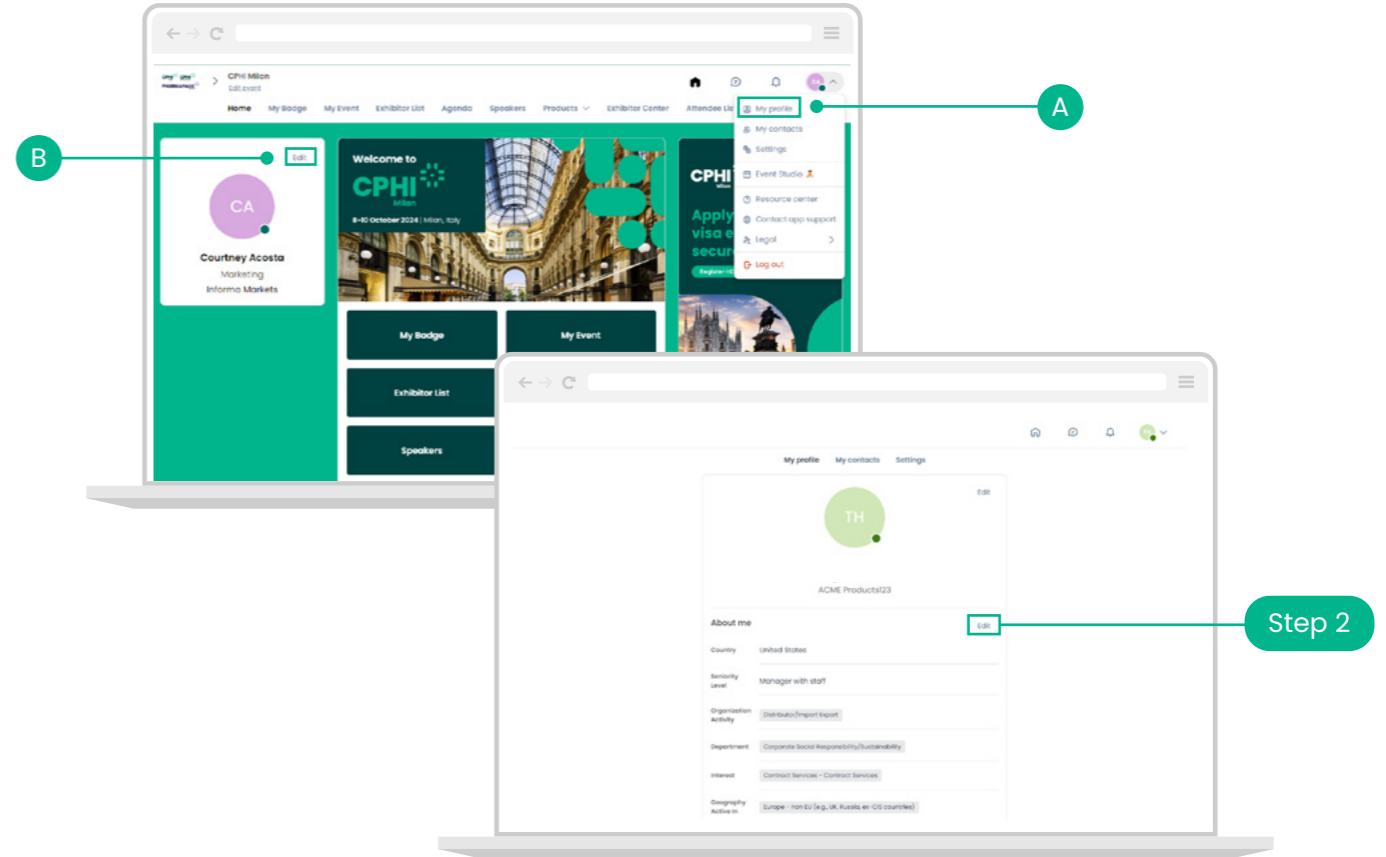 CPHI Milan
Edit event
Home My Badge My Event Exhibitor List Agenda Speakers Products Exhibitor Center Attendee Lis
My profile
My contacts
Settings
Event Studio
Resource center
Contact app support
Legal
Log out
A
B
Edit
CA
Courtney Acosta
Marketing
Informa Markets
Welcome to
CPHI
Milan
8-10 October 2024 | Milan, Italy
CPHI
Milan
Apply
visa
secur
My Badge
My Event
Exhibitor List
Speakers
My profile My contacts Settings
Edit
TH
ACME Products123
About me
Edit
Step 2
Country United States
Seniority
Level
Manager with staff
Organization
Activity
Distributor/Import Export
Department Corporate Social Responsibility/Sustainability
Interest Contract Services - Contract Services
Geography
Active In
Europe - non EU (e.g., UK, Russia, ex-CIS countries)